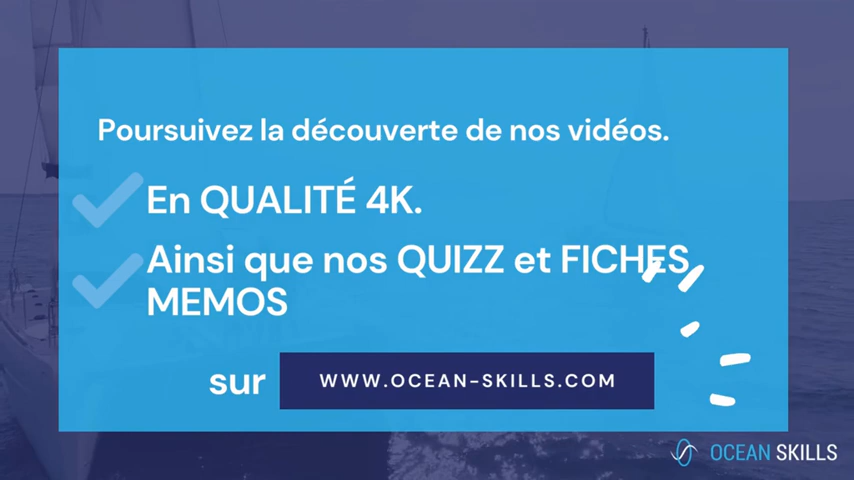 Poursuivez la découverte de nos vidéos.
En QUALITÉ 4K.
Ainsi que nos QUIZZ et FICHES
MEMOS
sur
WWW.OCEAN-SKILLS.COM
OCEAN SKILLS